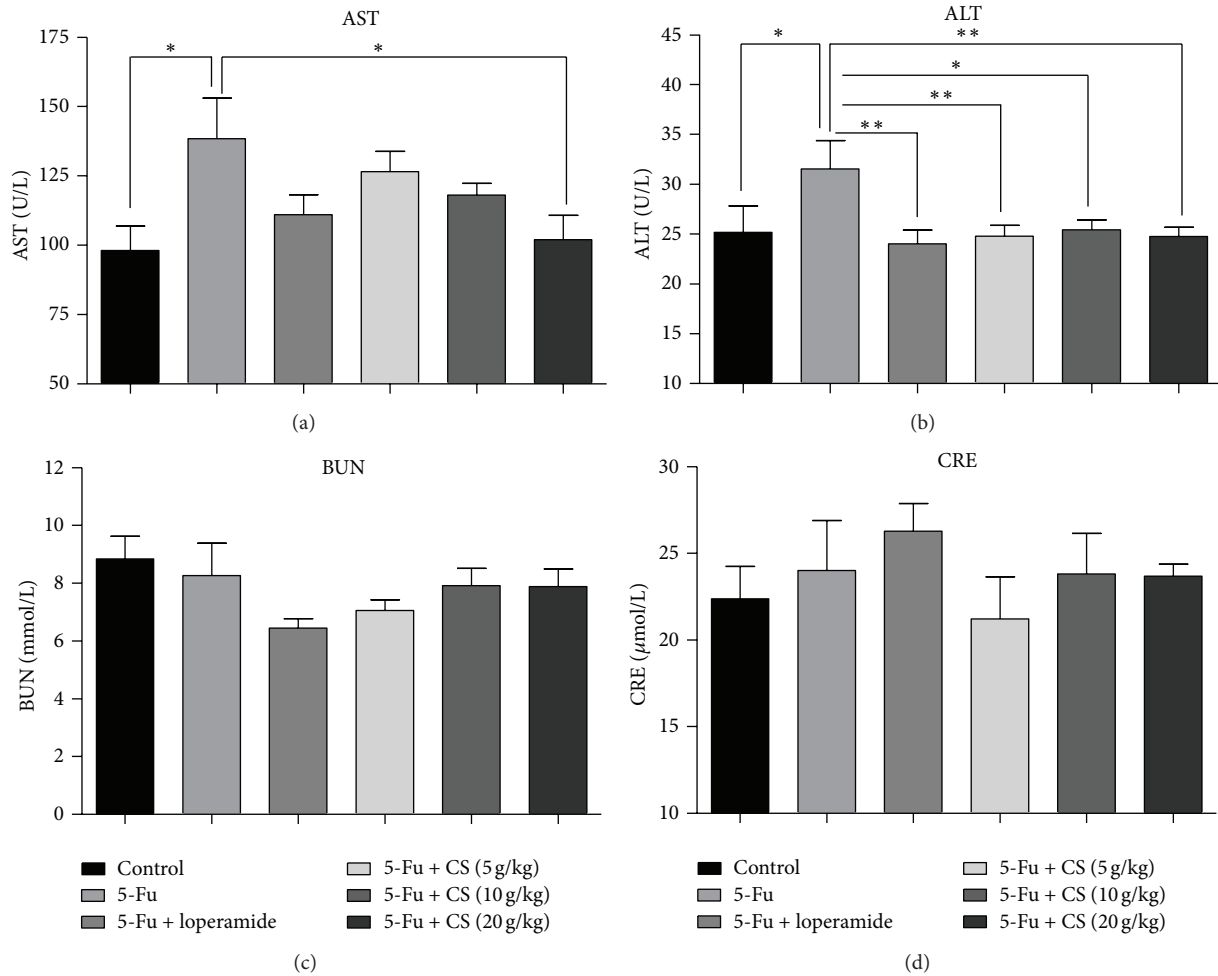 AST
175
150
125
100
75
50
AST (U/L)
*
*
(a)
ALT
45
40
35
30
25
20
15
10
ALT (U/L)
*
**
*
**
**
(b)
BUN
12
10
8
6
4
2
0
BUN (mmol/L)
Control
5-Fu
5-Fu + loperamide
5-Fu + CS (5 g/kg)
5-Fu + CS (10 g/kg)
5-Fu + CS (20 g/kg)
(c)
CRE
30
25
20
15
10
CRE (μmol/L)
Control
5-Fu
5-Fu + loperamide
5-Fu + CS (5 g/kg)
5-Fu + CS (10 g/kg)
5-Fu + CS (20 g/kg)
(d)